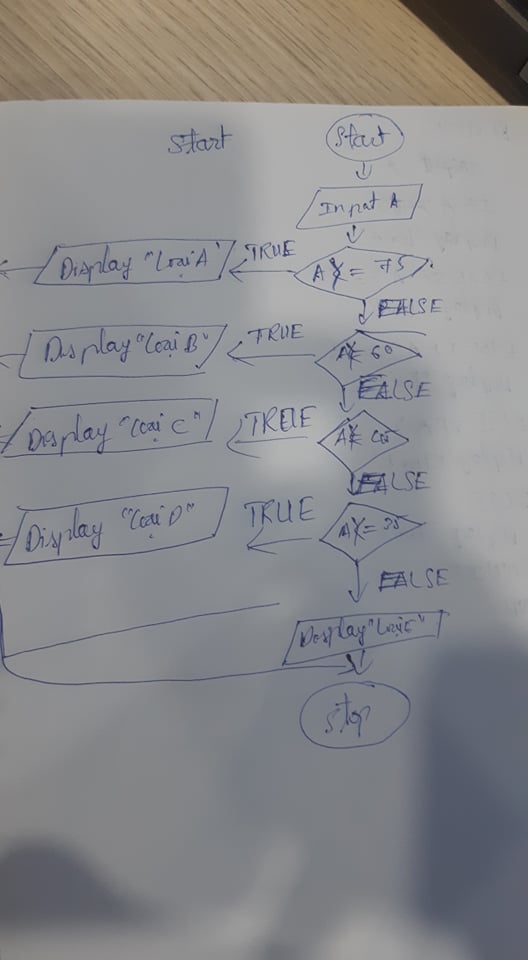 Start Start
Input A
Display "Loại A" TRUE A >= 75
FALSE
Display "Loại B" TRUE A >= 60
FALSE
Display "Loại C" TRUE A
FALSE
Display "Loại D" TRUE A >= 35
FALSE
Display "Loại E"
Stop